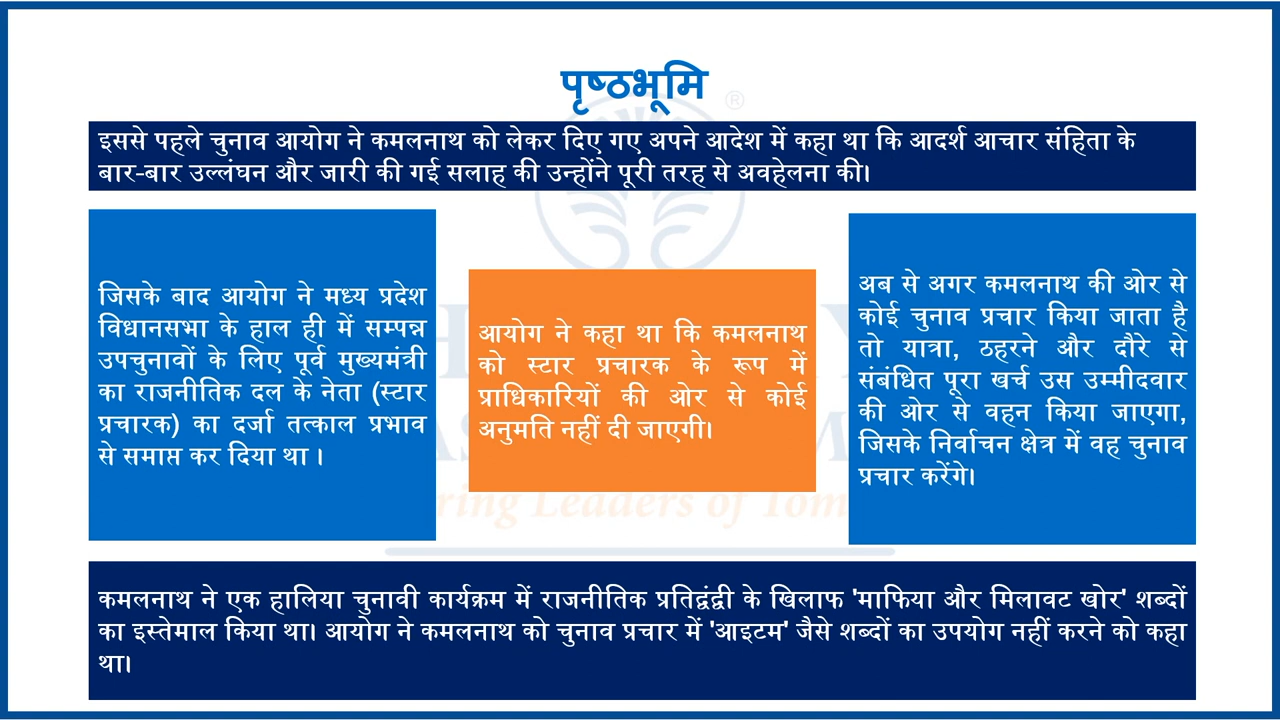 पृष्ठभूमि
®
इससे पहले चुनाव आयोग ने कमलनाथ को लेकर दिए गए अपने आदेश में कहा था कि आदर्श आचार संहिता के
बार-बार उल्लंघन और जारी की गई सलाह की उन्होंने पूरी तरह से अवहेलना की।
जिसके बाद आयोग ने मध्य प्रदेश
विधानसभा के हाल ही में सम्पन्न
उपचुनावों के लिए पूर्व मुख्यमंत्री
का राजनीतिक दल के नेता (स्टार
प्रचारक) का दर्जा तत्काल प्रभाव
से समाप्त कर दिया था ।
आयोग ने कहा था कि कमलनाथ
को स्टार प्रचारक के रूप में
प्राधिकारियों की ओर से कोई
अनुमति नहीं दी जाएगी।
अब से अगर कमलनाथ की ओर से
कोई चुनाव प्रचार किया जाता है
तो यात्रा, ठहरने और दौरे से
संबंधित पूरा खर्च उस उम्मीदवार
की ओर से वहन किया जाएगा,
जिसके निर्वाचन क्षेत्र में वह चुनाव
प्रचार करेंगे।
Leaders of
कमलनाथ ने एक हालिया चुनावी कार्यक्रम में राजनीतिक प्रतिद्वंद्वी के खिलाफ 'माफिया और मिलावट खोर' शब्दों
का इस्तेमाल किया था। आयोग ने कमलनाथ को चुनाव प्रचार में 'आइटम' जैसे शब्दों का उपयोग नहीं करने को कहा
था।